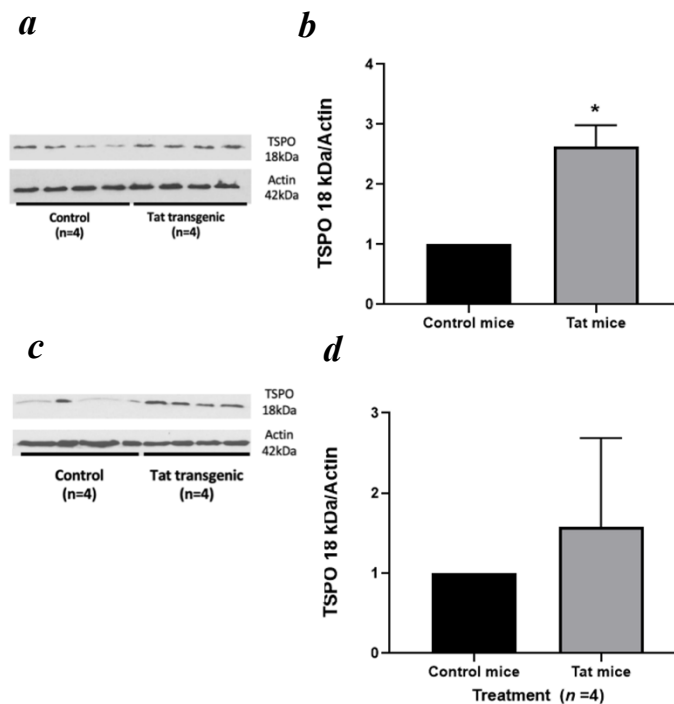 a
TSPO
18kDa
Actin
42kDa
Control
(n=4)
Tat transgenic
(n=4)
b
TSPO 18 kDa/Actin
4
3
2
1
0
*
Control mice
Tat mice
c
TSPO
18kDa
Actin
42kDa
Control
(n=4)
Tat transgenic
(n=4)
d
TSPO 18 kDa/Actin
3
2
1
0
Control mice
Tat mice
Treatment (n =4)